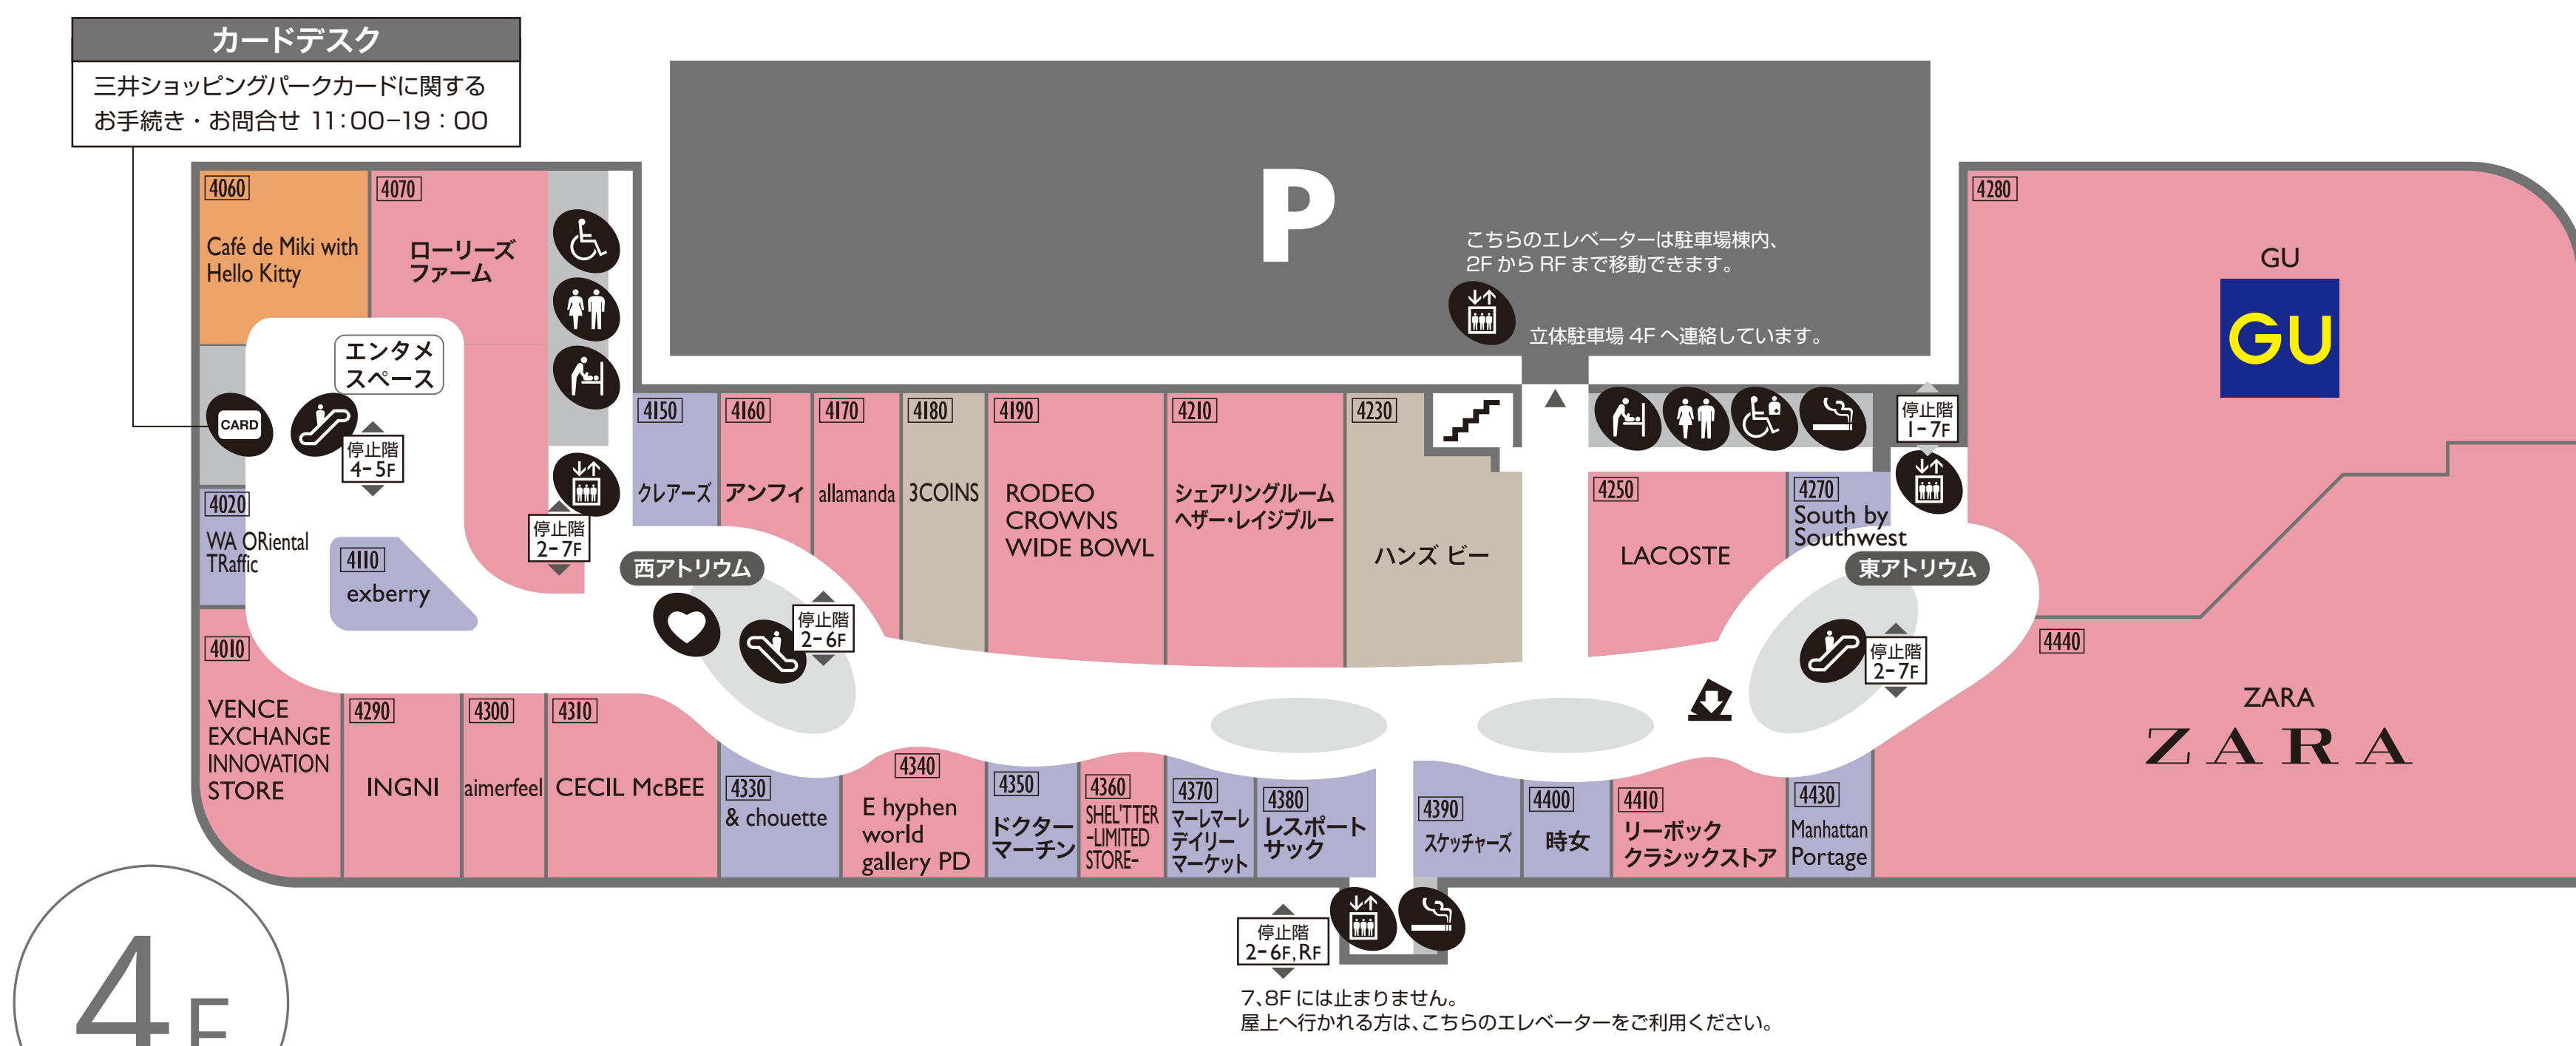 カードデスク
三井ショッピングパークカードに関する
お手続き・お問合せ 11:00-19:00
P
こちらのエレベーターは駐車場棟内、
2FからRFまで移動できます。
立体駐車場4Fへ連絡しています。
4060
Café de Miki with
Hello Kitty
4070
ローリーズ
ファーム
エンタメ
スペース
CARD
停止階
4-5F
4020
WA ORiental
TRaffic
4110
exberry
停止階
2-7F
4010
VENCE
EXCHANGE
INNOVATION
STORE
4150
クレアーズ
4160
アンフィ
4170
allamanda
4180
3COINS
4190
RODEO
CROWNS
WIDE BOWL
4210
シェアリングルーム
ヘザー・レイジブルー
4230
ハンズ ビー
4250
LACOSTE
4270
South by
Southwest
停止階
1-7F
4280
GU
GU
西アトリウム
停止階
2-6F
東アトリウム
停止階
2-7F
4440
ZARA
ZARA
4290
INGNI
4300
aimerfeel
4310
CECIL McBEE
4330
& chouette
4340
E hyphen
world
gallery PD
4350
ドクター
マーチン
4360
SHEL'TTER
-LIMITED
STORE-
4370
マーレマーレ
デイリー
マーケット
4380
レスポート
サック
4390
スケッチャーズ
4400
時女
4410
リーボック
クラシックストア
4430
Manhattan
Portage
停止階
2-6F,RF
7、8Fには止まりません。
屋上へ行かれる方は、こちらのエレベーターをご利用ください。
4F